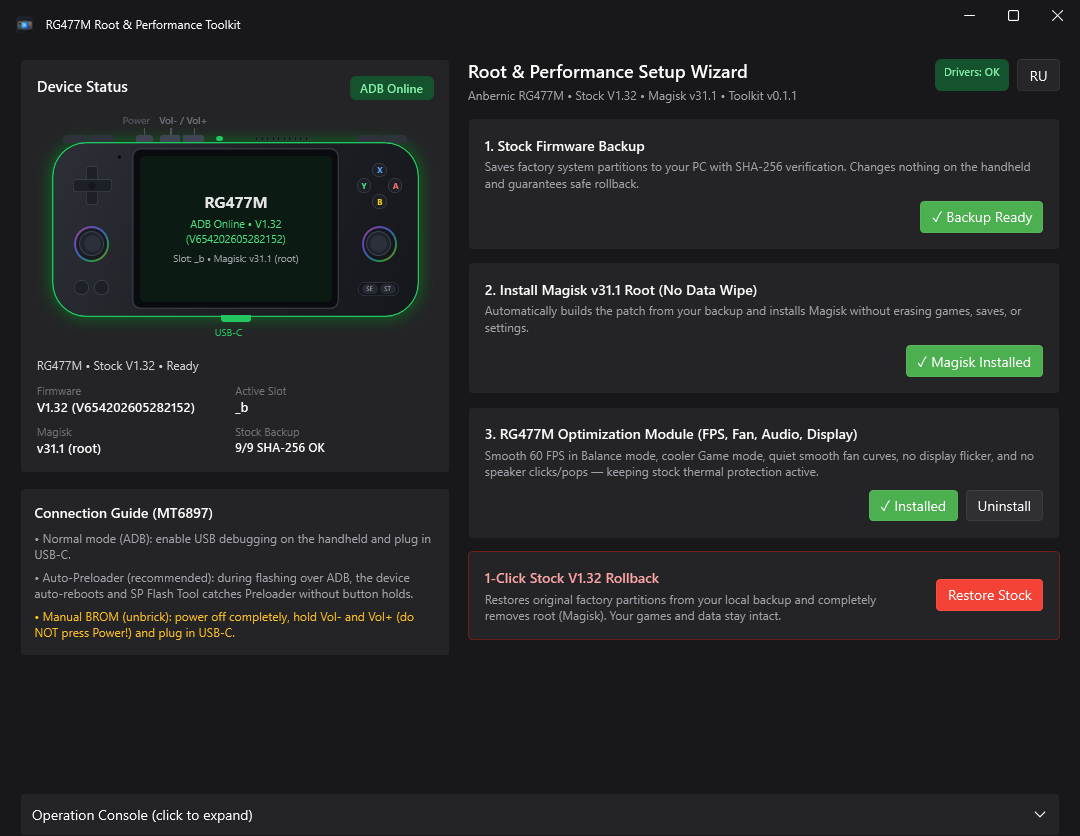 RG477M Root & Performance Toolkit
Device Status
ADB Online
Power Vol- / Vol+
X
Y
A
B
RG477M
ADB Online • V1.32
(V654202605282152)
Slot: _b • Magisk: v31.1 (root)
SE ST
USB-C
RG477M • Stock V1.32 • Ready
Firmware
V1.32 (V654202605282152)
Active Slot
_b
Magisk
v31.1 (root)
Stock Backup
9/9 SHA-256 OK
Connection Guide (MT6897)
• Normal mode (ADB): enable USB debugging on the handheld and plug in
USB-C.
• Auto-Preloader (recommended): during flashing over ADB, the device
auto-reboots and SP Flash Tool catches Preloader without button holds.
• Manual BROM (unbrick): power off completely, hold Vol- and Vol+ (do
NOT press Power!) and plug in USB-C.
Root & Performance Setup Wizard
Anbernic RG477M • Stock V1.32 • Magisk v31.1 • Toolkit v0.1.1
Drivers: OK
RU
1. Stock Firmware Backup
Saves factory system partitions to your PC with SHA-256 verification. Changes nothing on the handheld
and guarantees safe rollback.
✓ Backup Ready
2. Install Magisk v31.1 Root (No Data Wipe)
Automatically builds the patch from your backup and installs Magisk without erasing games, saves, or
settings.
✓ Magisk Installed
3. RG477M Optimization Module (FPS, Fan, Audio, Display)
Smooth 60 FPS in Balance mode, cooler Game mode, quiet smooth fan curves, no display flicker, and no
speaker clicks/pops — keeping stock thermal protection active.
✓ Installed
Uninstall
1-Click Stock V1.32 Rollback
Restores original factory partitions from your local backup and completely
removes root (Magisk). Your games and data stay intact.
Restore Stock
Operation Console (click to expand)